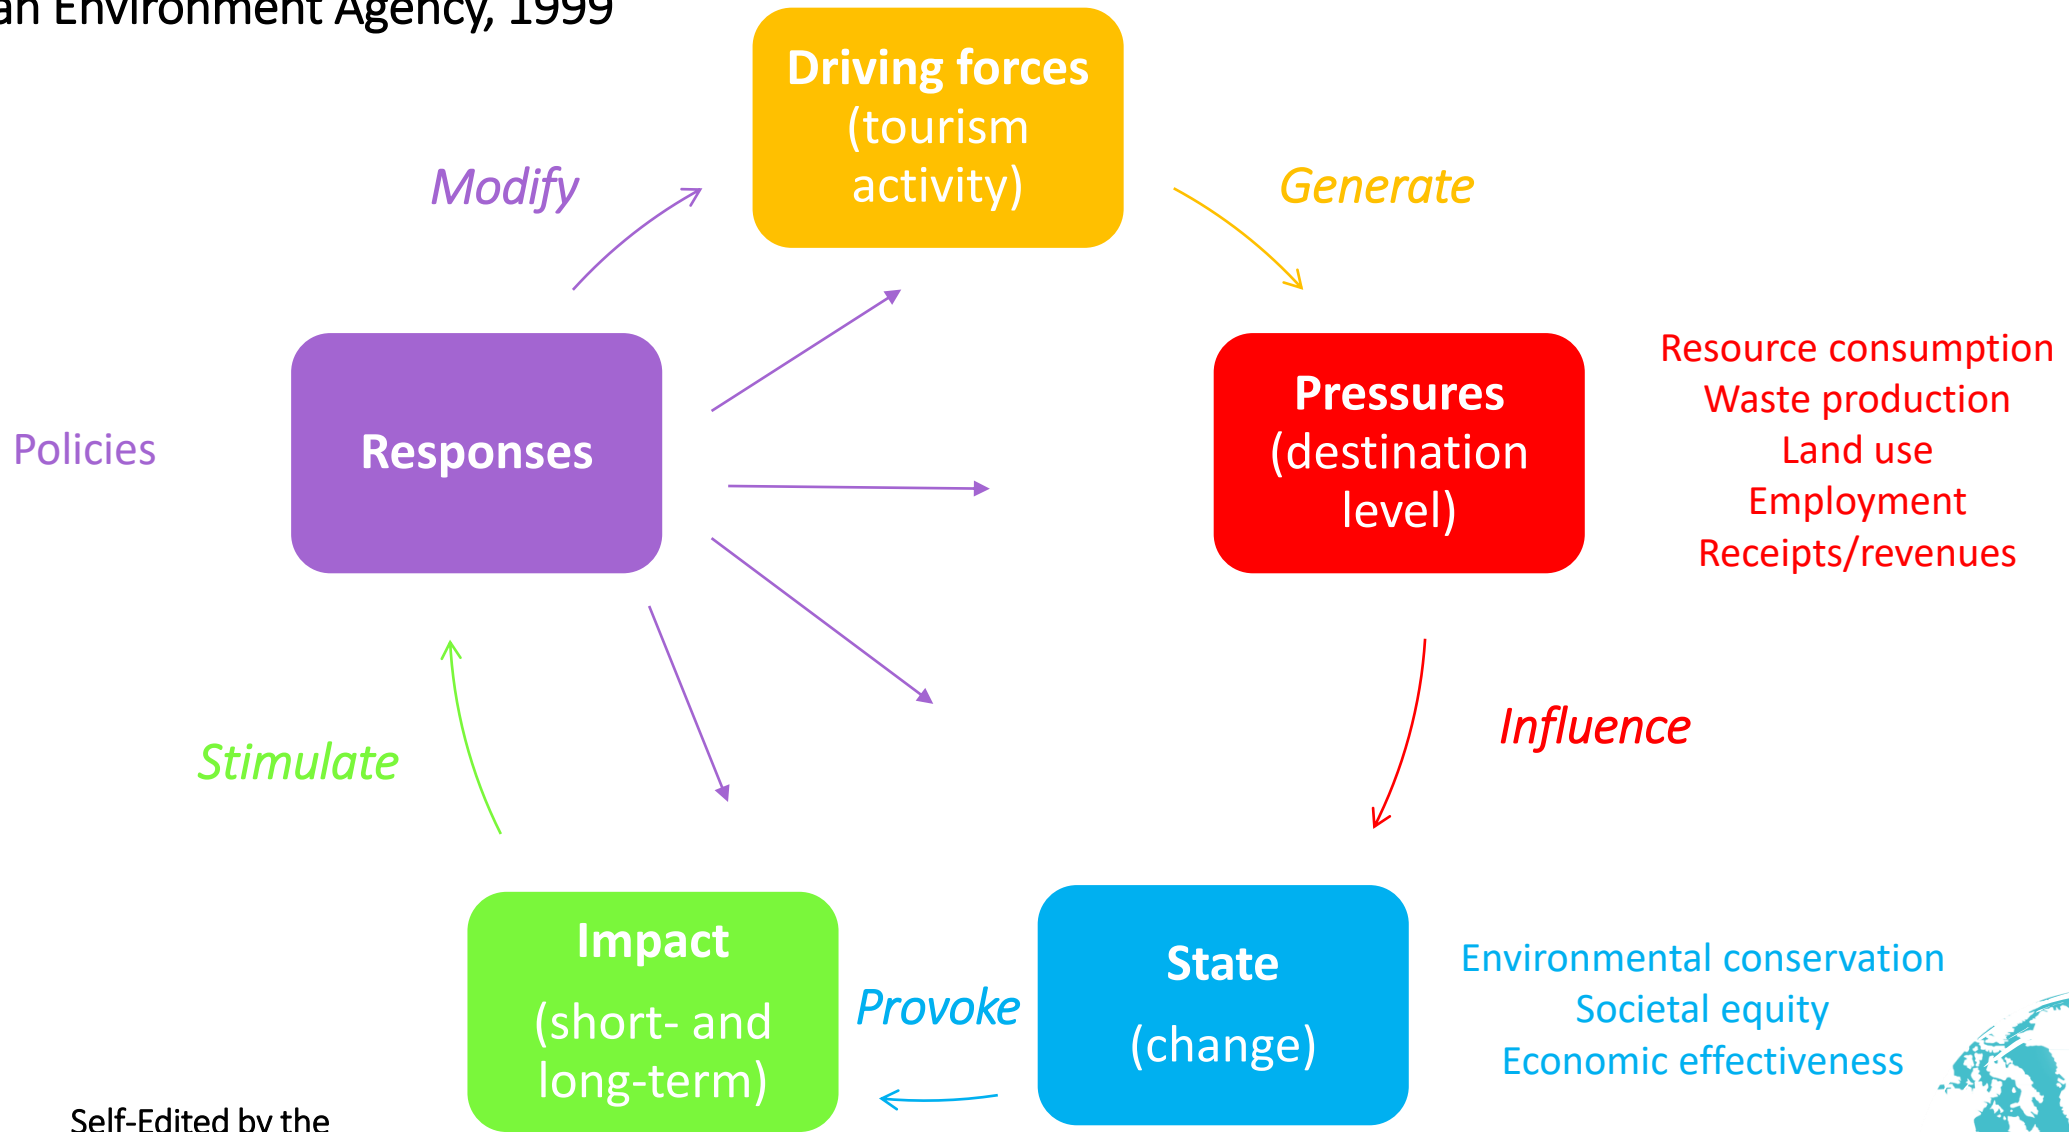 an Environment Agency, 1999
Driving forces
(tourism
activity)
Modify
Generate
Responses
Policies
Pressures
(destination
level)
Resource consumption
Waste production
Land use
Employment
Receipts/revenues
Influence
Stimulate
Impact
(short- and
long-term)
Provoke
State
(change)
Environmental conservation
Societal equity
Economic effectiveness
Self-Edited by the